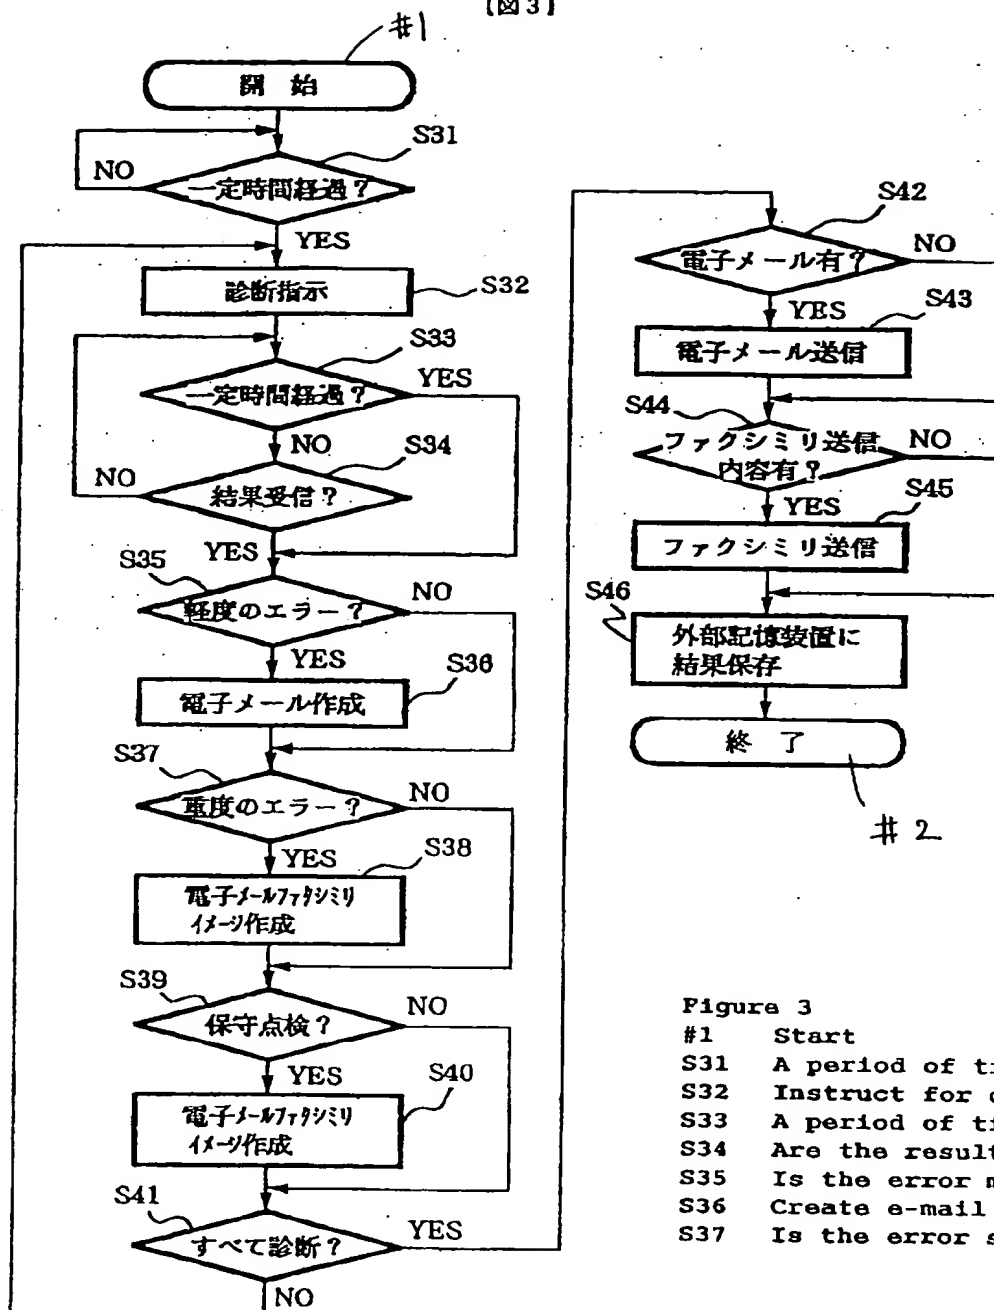 【図3】
#1
開 始
S31
一定時間経過?
NO
YES
診断指示
S32
S33
一定時間経過?
YES
NO
S34
結果受信?
NO
YES
S35
軽度のエラー?
NO
YES
S36
電子メール作成
S37
重度のエラー?
NO
YES
S38
電子メールファクシミリ
イメージ作成
S39
保守点検?
NO
YES
S40
電子メールファクシミリ
イメージ作成
S41
すべて診断?
YES
NO
S42
電子メール有?
NO
YES
S43
電子メール送信
S44
ファクシミリ送信
内容有?
NO
YES
S45
ファクシミリ送信
S46
外部記憶装置に
結果保存
終 了
#2
Figure 3
#1 Start
S31 A period of
S32 Instruct for
S33 A period of
S34 Are the
S35 Is the error
S36 Create e-mail
S37 Is the error